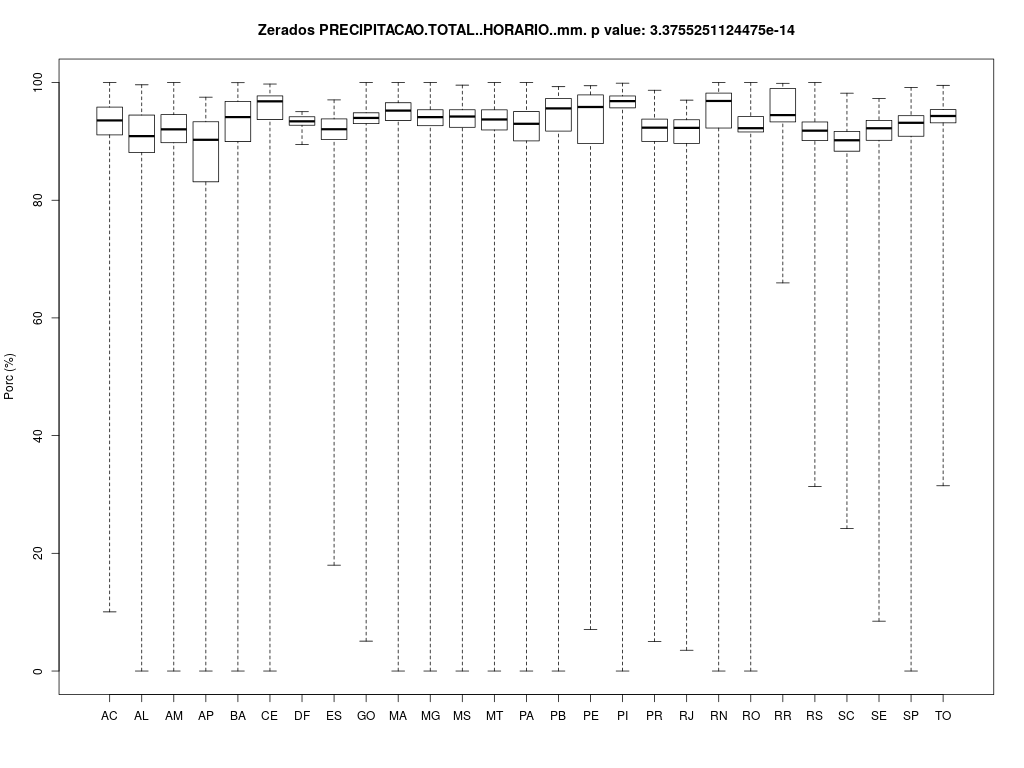 Zerados PRECIPITACAO.TOTAL..HORARIO..mm. p value: 3.3755251124475e-14
Porc (%)
100
80
60
40
20
0
AC AL AM AP BA CE DF ES GO MA MG MS MT PA PB PE PI PR RJ RN RO RR RS SC SE SP TO